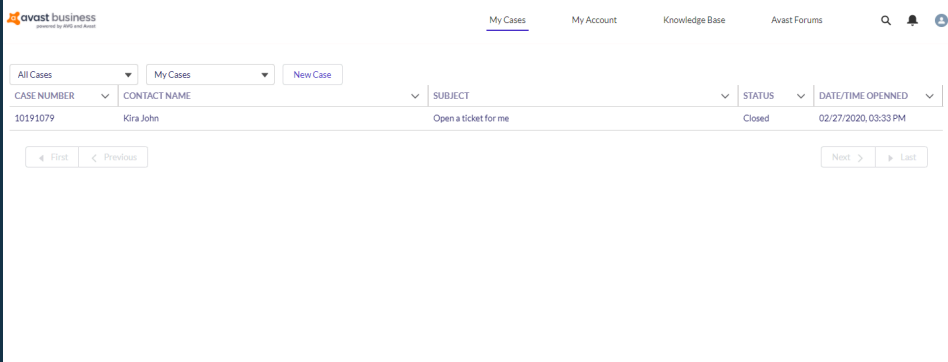 avast business
powered by AVG and Avast
My Cases My Account Knowledge Base Avast Forums
All Cases My Cases New Case
CASE NUMBER CONTACT NAME SUBJECT STATUS DATE/TIME OPENNED
10191079 Kira John Open a ticket for me Closed 02/27/2020, 03:33 PM
First Previous Next Last